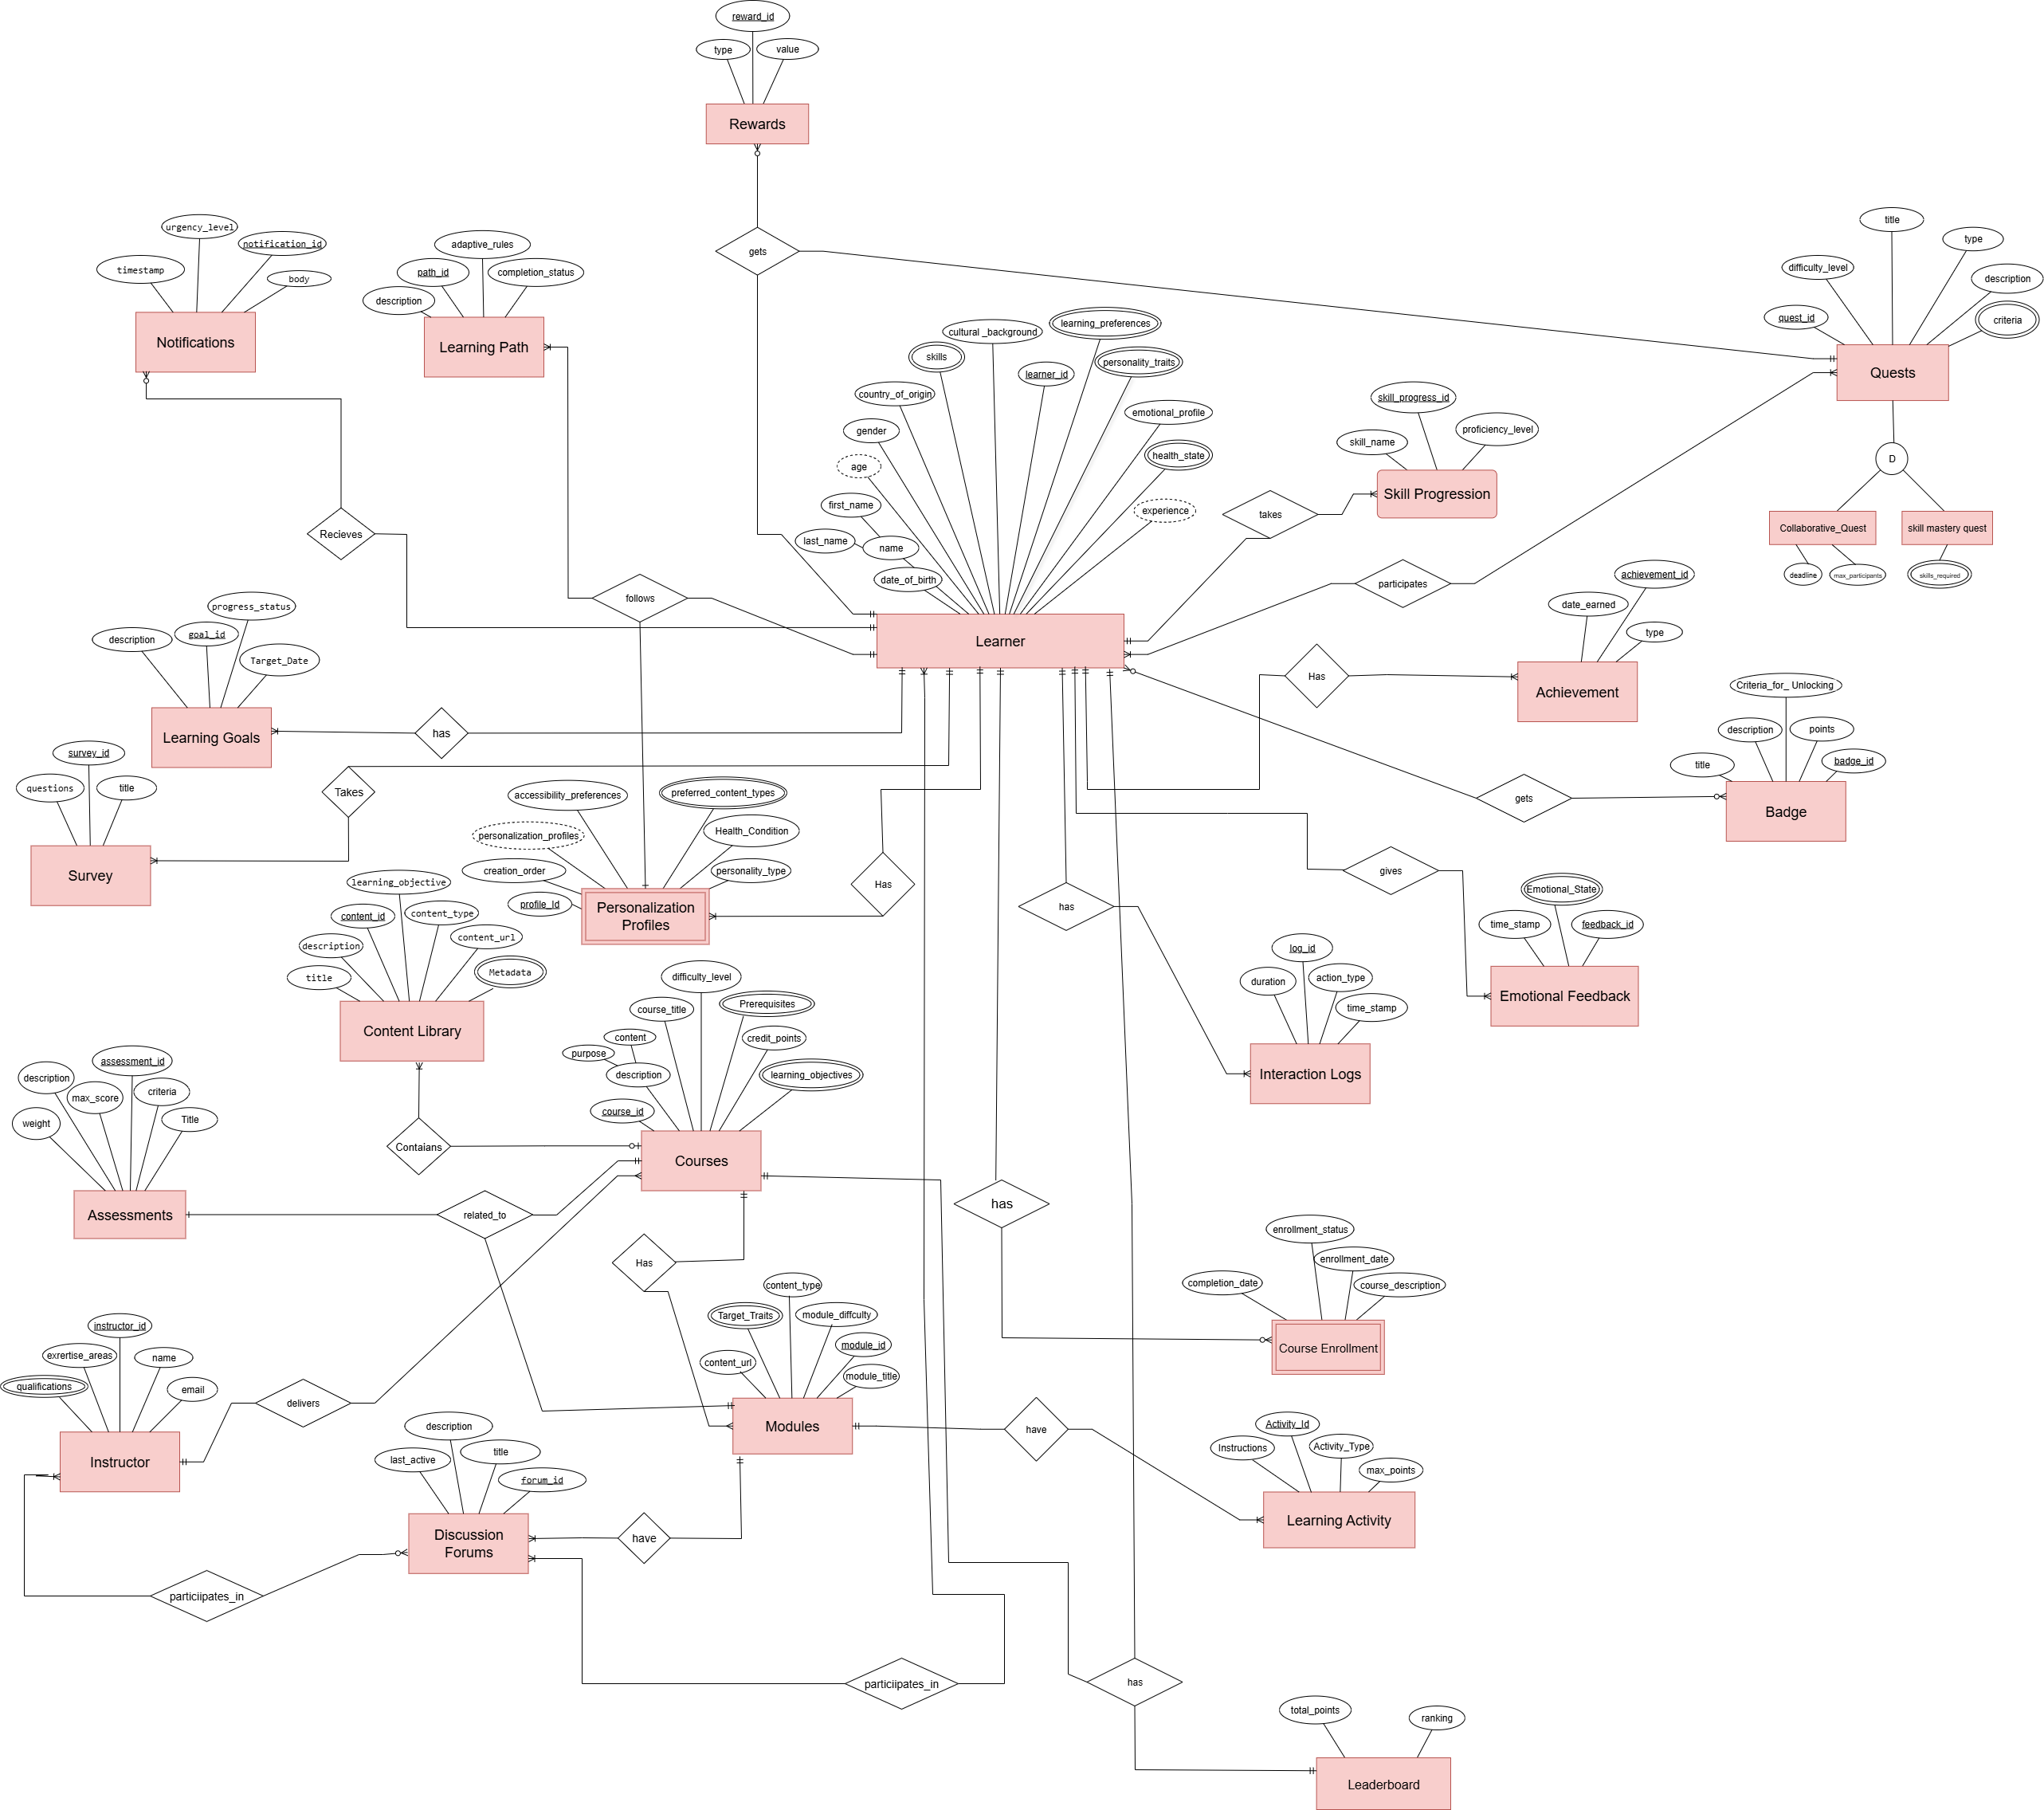 reward_id
type
value
Rewards
gets
urgency_level
notification_id
timestamp
body
Notifications
adaptive_rules
path_id
completion_status
description
Learning Path
title
type
difficulty_level
description
quest_id
criteria
Quests
D
Collaborative_Quest
skill mastery quest
deadline
max_participants
skills_required
learning_preferences
cultural _background
skills
personality_traits
learner_id
country_of_origin
emotional_profile
gender
health_state
age
first_name
experience
last_name
name
date_of_birth
Learner
skill_progress_id
skill_name
proficiency_level
Skill Progression
takes
Recieves
follows
participates
achievement_id
date_earned
type
Achievement
Has
progress_status
goal_id
description
Target_Date
Learning Goals
has
Criteria_for_ Unlocking
description
points
title
badge_id
Badge
gets
survey_id
questions
title
Survey
Takes
accessibility_preferences
preferred_content_types
personalization_profiles
Health_Condition
creation_order
personality_type
profile_Id
Personalization
Profiles
Has
has
gives
Emotional_State
time_stamp
feedback_id
Emotional Feedback
learning_objective
content_id
content_type
description
content_url
title
Metadata
Content Library
log_id
duration
action_type
time_stamp
Interaction Logs
difficulty_level
course_title
Prerequisites
content
credit_points
purpose
description
learning_objectives
course_id
Courses
Contaians
assessment_id
description
max_score
criteria
weight
Title
Assessments
related_to
has
Has
enrollment_status
enrollment_date
completion_date
course_description
Course Enrollment
content_type
Target_Traits
module_diffculty
module_id
content_url
module_title
Modules
instructor_id
exrertise_areas
name
qualifications
email
Instructor
delivers
have
Activity_Id
Instructions
Activity_Type
max_points
Learning Activity
description
last_active
title
forum_id
Discussion
Forums
have
particiipates_in
particiipates_in
has
total_points
ranking
Leaderboard